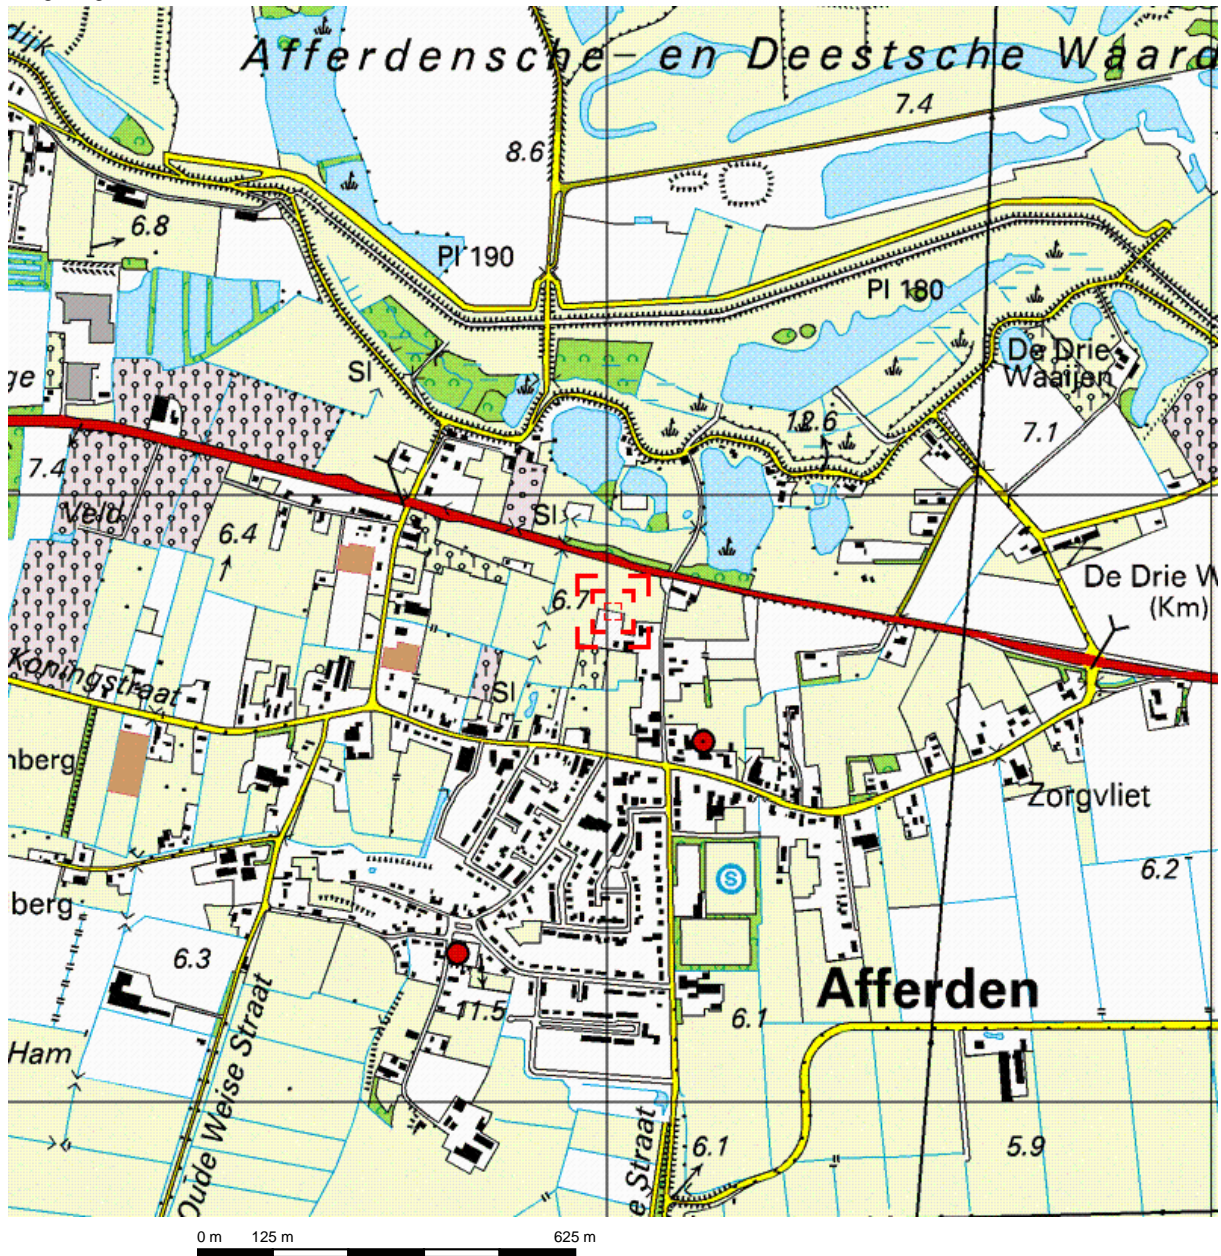 dijk
Afferdensche- en Deestsche Waard
7.4
8.6
6.8
Pl 190
Pl 180
De Drie
Waaijen
Sl
ge
12.6
7.1
7.4
Veld
Sl
6.4
6.7
De Drie W
(Km)
Koningstraat
Sl
nberg
Zorgvliet
S
6.2
berg
6.3
Afferden
11.5
6.1
Ham
Oude Weise Straat
e Straat
6.1
5.9
0 m 125 m 625 m